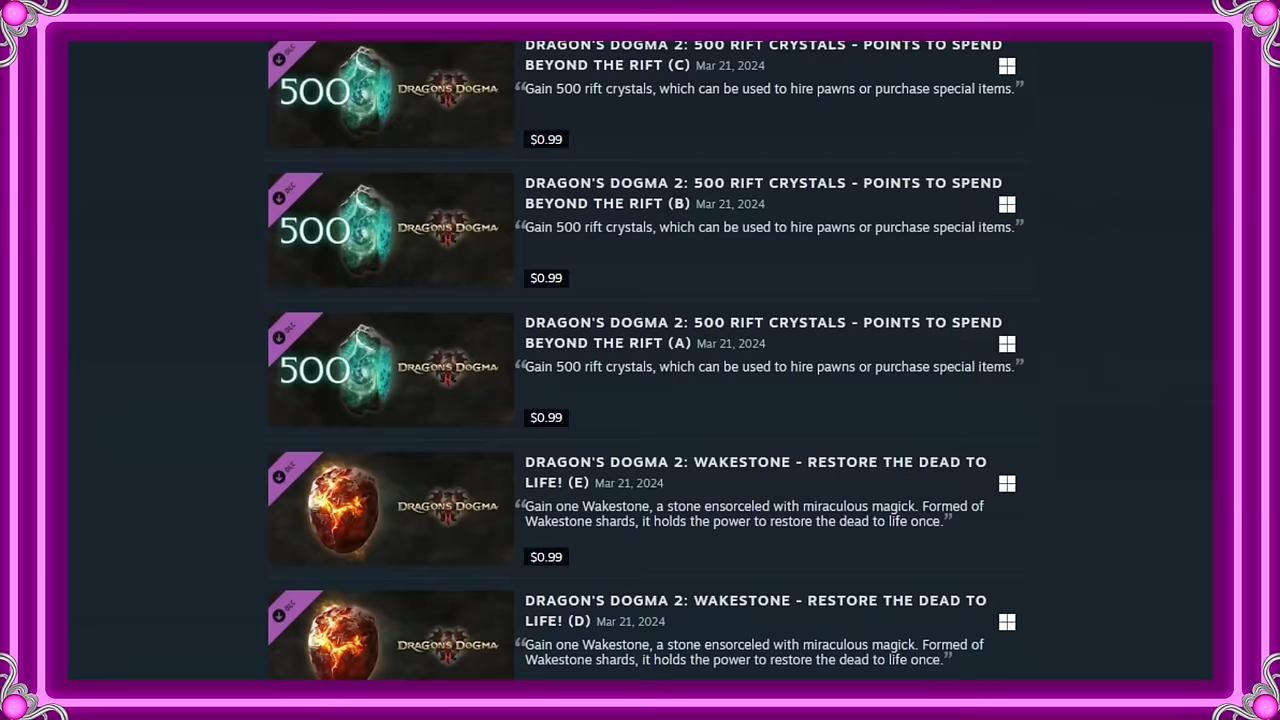 DLC
500
DRAGON'S DOGMA
DRAGON'S DOGMA 2: 500 RIFT CRYSTALS - POINTS TO SPEND
BEYOND THE RIFT (C) Mar 21, 2024
“Gain 500 rift crystals, which can be used to hire pawns or purchase special items.”
$0.99
DLC
500
DRAGON'S DOGMA
DRAGON'S DOGMA 2: 500 RIFT CRYSTALS - POINTS TO SPEND
BEYOND THE RIFT (B) Mar 21, 2024
“Gain 500 rift crystals, which can be used to hire pawns or purchase special items.”
$0.99
DLC
500
DRAGON'S DOGMA
DRAGON'S DOGMA 2: 500 RIFT CRYSTALS - POINTS TO SPEND
BEYOND THE RIFT (A) Mar 21, 2024
“Gain 500 rift crystals, which can be used to hire pawns or purchase special items.”
$0.99
DLC
DRAGON'S DOGMA
DRAGON'S DOGMA 2: WAKESTONE - RESTORE THE DEAD TO
LIFE! (E) Mar 21, 2024
“Gain one Wakestone, a stone ensorceled with miraculous magick. Formed of
Wakestone shards, it holds the power to restore the dead to life once.”
$0.99
DLC
DRAGON'S DOGMA
DRAGON'S DOGMA 2: WAKESTONE - RESTORE THE DEAD TO
LIFE! (D) Mar 21, 2024
“Gain one Wakestone, a stone ensorceled with miraculous magick. Formed of
Wakestone shards, it holds the power to restore the dead to life once.”